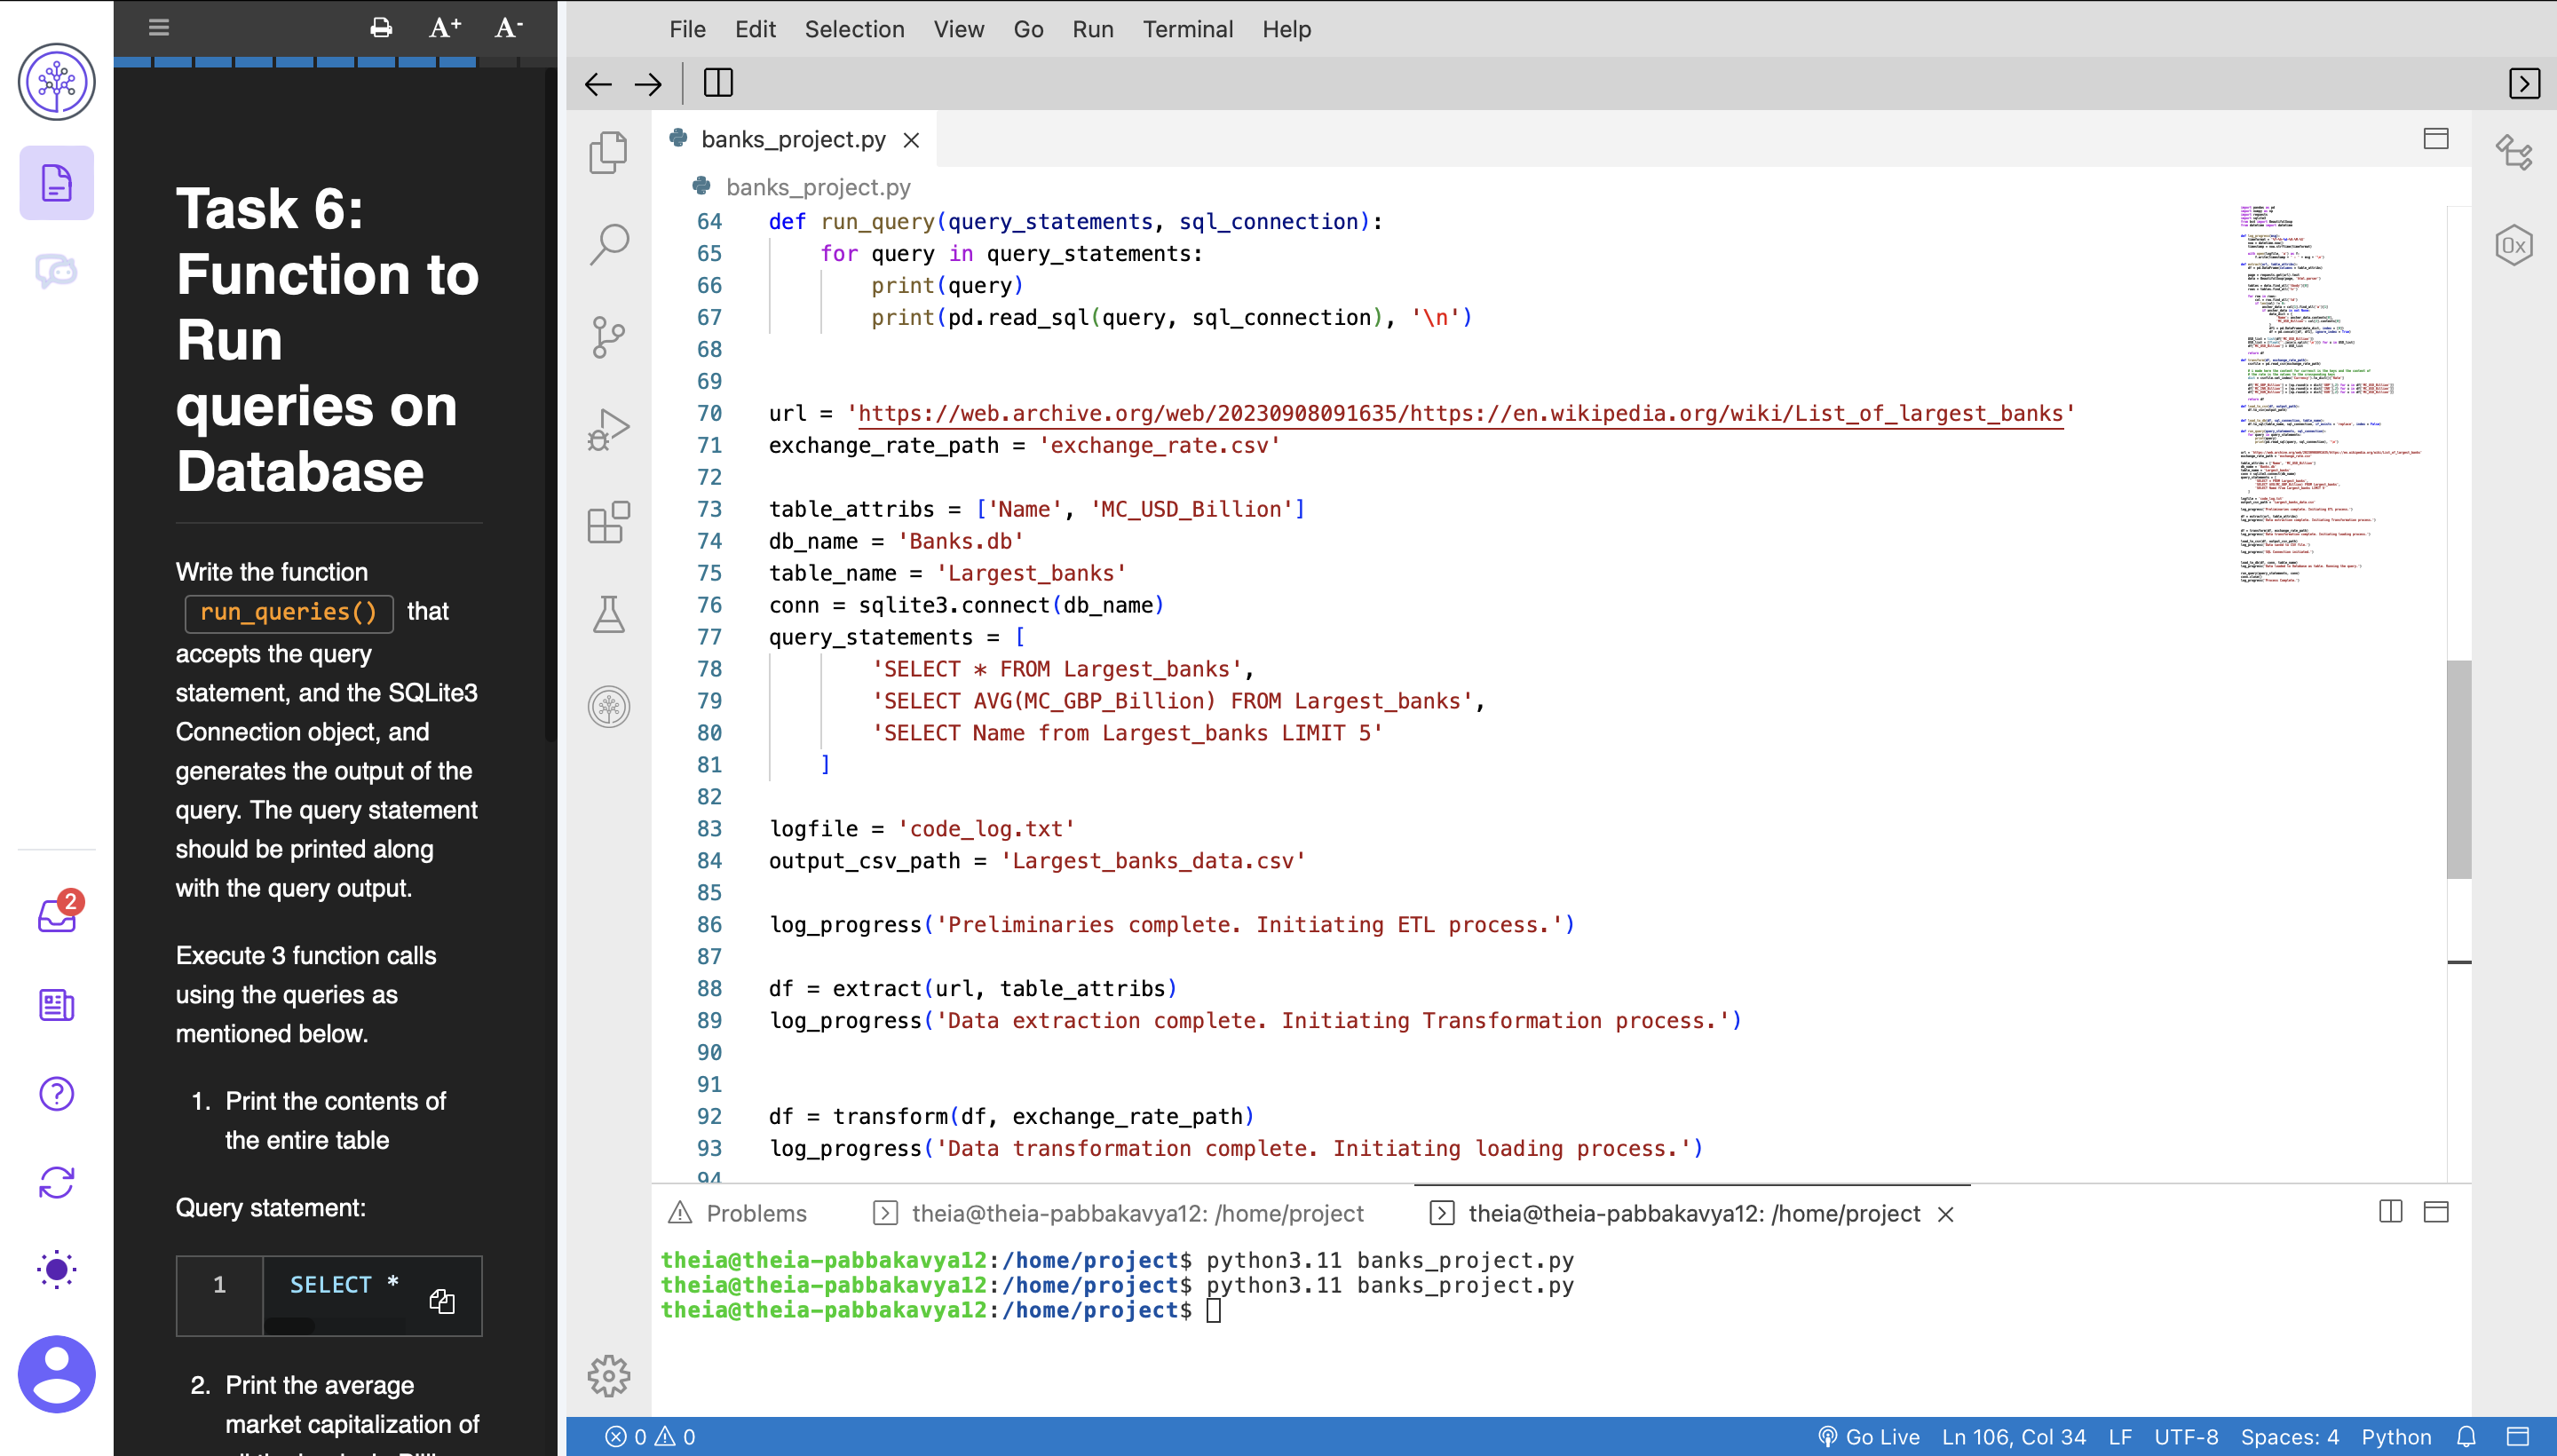 A+ A-
File Edit Selection View Go Run Terminal Help
banks_project.py
banks_project.py
Task 6:
Function to
Run
queries on
Database
Write the function
run_queries() that
accepts the query
statement, and the SQLite3
Connection object, and
generates the output of the
query. The query statement
should be printed along
with the query output.
Execute 3 function calls
using the queries as
mentioned below.
1. Print the contents of
the entire table
Query statement:
1 SELECT *
2. Print the average
market capitalization of
2
64 def run_query(query_statements, sql_connection):
65 for query in query_statements:
66 print(query)
67 print(pd.read_sql(query, sql_connection), '\n')
68
69
70 url = 'https://web.archive.org/web/20230908091635/https://en.wikipedia.org/wiki/List_of_largest_banks'
71 exchange_rate_path = 'exchange_rate.csv'
72
73 table_attribs = ['Name', 'MC_USD_Billion']
74 db_name = 'Banks.db'
75 table_name = 'Largest_banks'
76 conn = sqlite3.connect(db_name)
77 query_statements = [
78 'SELECT * FROM Largest_banks',
79 'SELECT AVG(MC_GBP_Billion) FROM Largest_banks',
80 'SELECT Name from Largest_banks LIMIT 5'
81 ]
82
83 logfile = 'code_log.txt'
84 output_csv_path = 'Largest_banks_data.csv'
85
86 log_progress('Preliminaries complete. Initiating ETL process.')
87
88 df = extract(url, table_attribs)
89 log_progress('Data extraction complete. Initiating Transformation process.')
90
91
92 df = transform(df, exchange_rate_path)
93 log_progress('Data transformation complete. Initiating loading process.')
94
0x
Problems theia@theia-pabbakavya12: /home/project theia@theia-pabbakavya12: /home/project
theia@theia-pabbakavya12:/home/project$ python3.11 banks_project.py
theia@theia-pabbakavya12:/home/project$ python3.11 banks_project.py
theia@theia-pabbakavya12:/home/project$
0 0 Go Live Ln 106, Col 34 LF UTF-8 Spaces: 4 Python